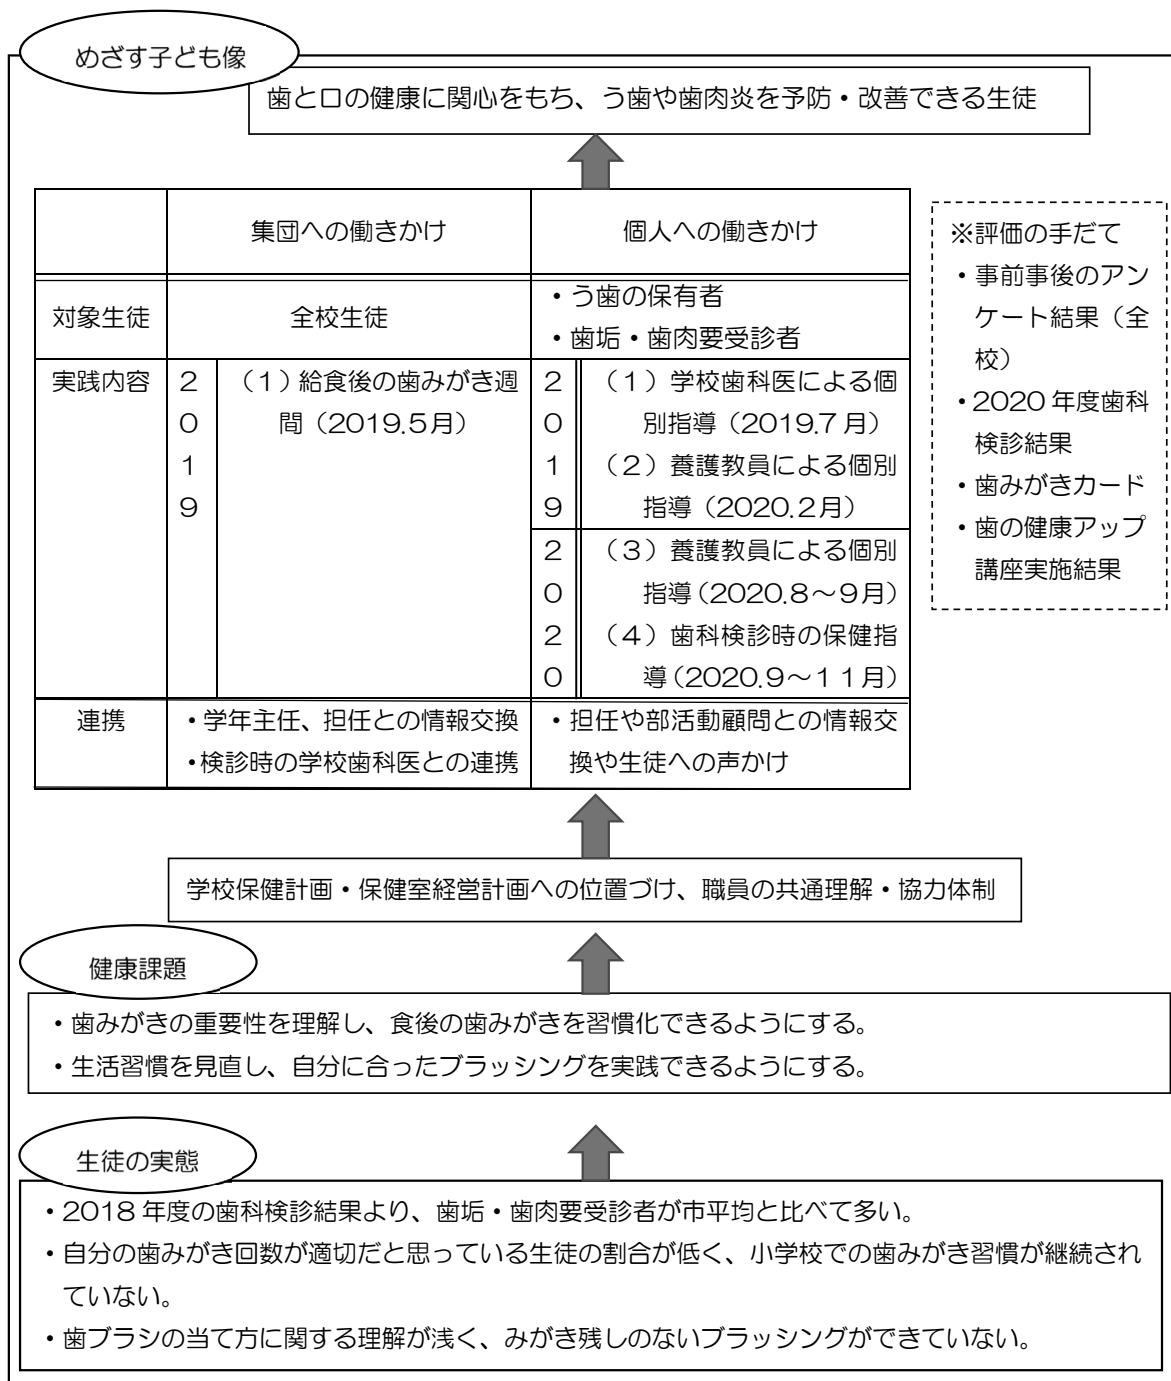 めざす子ども像
歯と口の健康に関心をもち、う歯や歯肉炎を予防・改善できる生徒
集団への働きかけ
個人への働きかけ
対象生徒
全校生徒
・う歯の保有者
・歯垢・歯肉要受診者
実践内容
2
0
1
9
（１）給食後の歯みがき週
間（2019.5月）
2
0
1
9
（１）学校歯科医による個
別指導（2019.7月）
（２）養護教員による個別
指導（2020.2月）
2
0
2
0
（３）養護教員による個別
指導（2020.8～9月）
（４）歯科検診時の保健指
導（2020.9～11月）
連携
・学年主任、担任との情報交換
・検診時の学校歯科医との連携
・担任や部活動顧問との情報交
換や生徒への声かけ
※評価の手だて
・事前事後のアン
ケート結果（全
校）
・2020年度歯科
検診結果
・歯みがきカード
・歯の健康アップ
講座実施結果
学校保健計画・保健室経営計画への位置づけ、職員の共通理解・協力体制
健康課題
・歯みがきの重要性を理解し、食後の歯みがきを習慣化できるようにする。
・生活習慣を見直し、自分に合ったブラッシングを実践できるようにする。
生徒の実態
・2018年度の歯科検診結果より、歯垢・歯肉要受診者が市平均と比べて多い。
・自分の歯みがき回数が適切だと思っている生徒の割合が低く、小学校での歯みがき習慣が継続され
ていない。
・歯ブラシの当て方に関する理解が浅く、みがき残しのないブラッシングができていない。